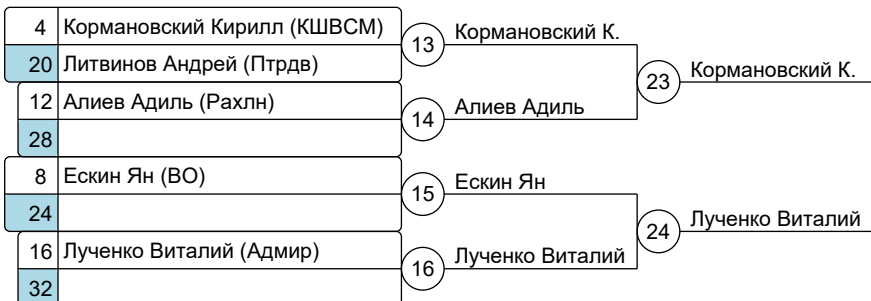 4 Кормановский Кирилл (КШВСМ)
13 Кормановский К.
20 Литвинов Андрей (Птрдв)
23 Кормановский К.
12 Алиев Адиль (Рахлн)
14 Алиев Адиль
28
8 Ескин Ян (ВО)
15 Ескин Ян
24
24 Лученко Виталий
16 Лученко Виталий (Адмир)
16 Лученко Виталий
32